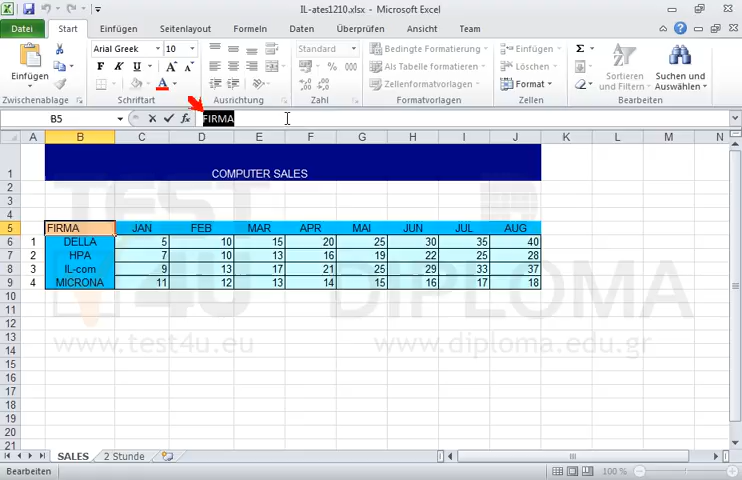 IL-ates1210.xlsx - Microsoft Excel
Datei Start Einfügen Seitenlayout Formeln Daten Überprüfen Ansicht Team
Einfügen Arial Greek 10 Standard Bedingte Formatierung Einfügen Σ
F K U A A % 000 Als Tabelle formatieren Löschen Sortieren und Auswählen Suchen und Auswählen
A Zellenformatvorlagen Format
Zwischenablage Schriftart Ausrichtung Zahl Formatvorlagen Zellen Bearbeiten
B5 fx FIRMA
A B C D E F G H I J K L M N
1 COMPUTER SALES
2
3
4
5 FIRMA JAN FEB MAR APR MAI JUN JUL AUG
6 1 DELLA 5 10 15 20 25 30 35 40
7 2 HPA 7 10 13 16 19 22 25 28
8 3 IL-com 9 13 17 21 25 29 33 37
9 4 MICRONA 11 12 13 14 15 16 17 18
10
11
12
13
14
15
16
17
18
19
20
21
TEST 4U DIPLOMA
www.test4u.eu www.diploma.edu.gr
SALES 2 Stunde
Bearbeiten 100 %